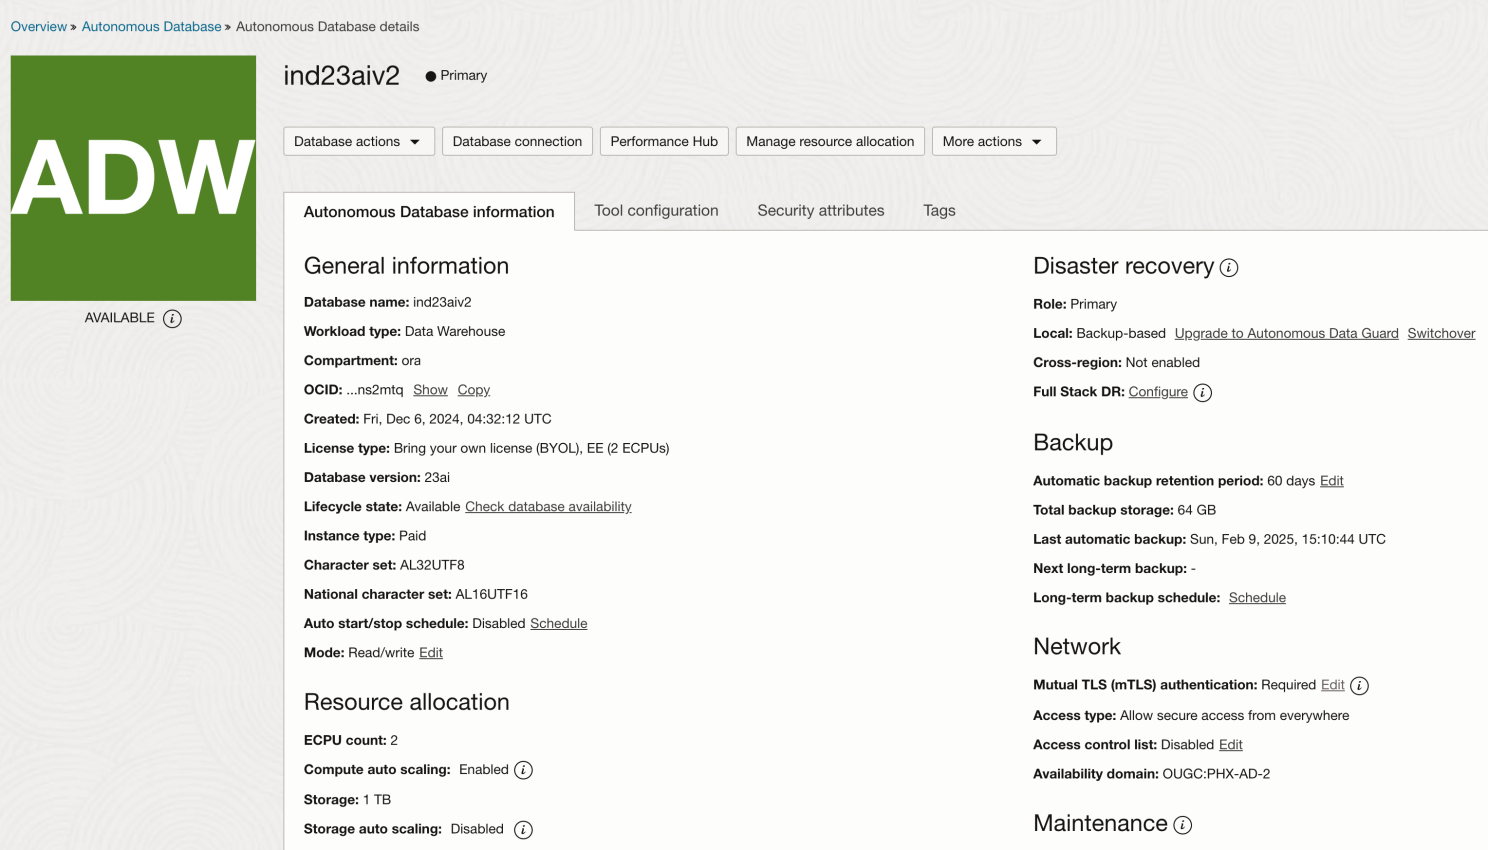 Overview » Autonomous Database » Autonomous Database details
ADW
AVAILABLE i
ind23aiv2 ● Primary
Database actions Database connection Performance Hub Manage resource allocation More actions
Autonomous Database information Tool configuration Security attributes Tags
General information
Database name: ind23aiv2
Workload type: Data Warehouse
Compartment: ora
OCID: ...ns2mtq Show Copy
Created: Fri, Dec 6, 2024, 04:32:12 UTC
License type: Bring your own license (BYOL), EE (2 ECPUs)
Database version: 23ai
Lifecycle state: Available Check database availability
Instance type: Paid
Character set: AL32UTF8
National character set: AL16UTF16
Auto start/stop schedule: Disabled Schedule
Mode: Read/write Edit
Resource allocation
ECPU count: 2
Compute auto scaling: Enabled i
Storage: 1 TB
Storage auto scaling: Disabled i
Disaster recovery i
Role: Primary
Local: Backup-based Upgrade to Autonomous Data Guard Switchover
Cross-region: Not enabled
Full Stack DR: Configure i
Backup
Automatic backup retention period: 60 days Edit
Total backup storage: 64 GB
Last automatic backup: Sun, Feb 9, 2025, 15:10:44 UTC
Next long-term backup: -
Long-term backup schedule: Schedule
Network
Mutual TLS (mTLS) authentication: Required Edit i
Access type: Allow secure access from everywhere
Access control list: Disabled Edit
Availability domain: OUGC:PHX-AD-2
Maintenance i